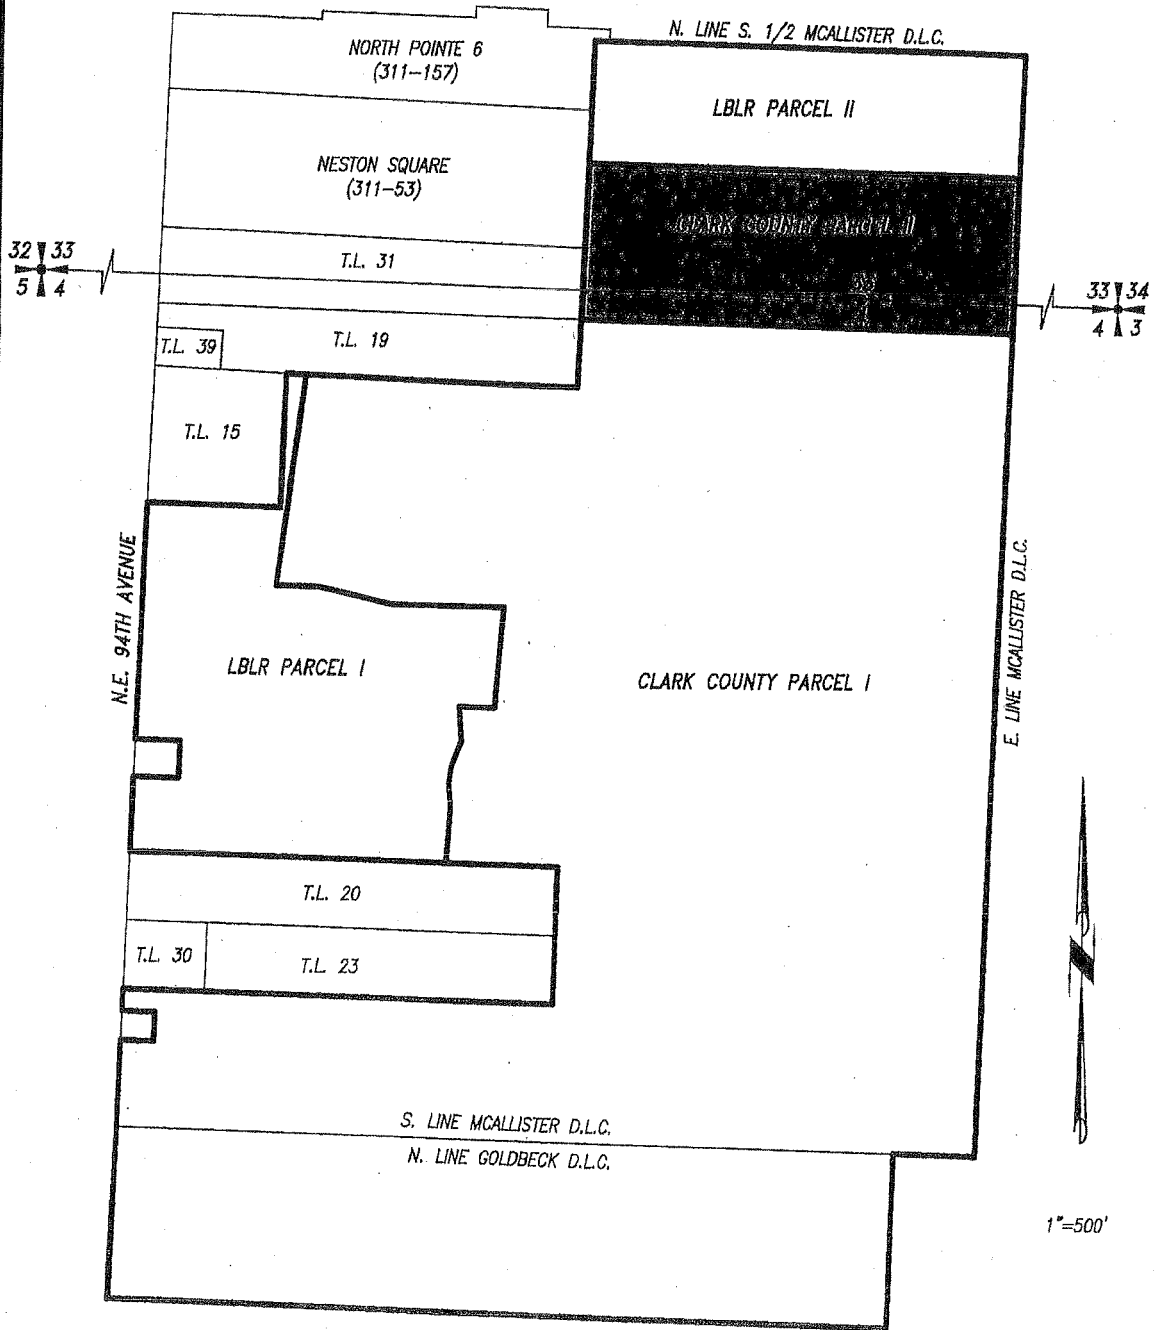 N. LINE S. 1/2 MCALLISTER D.L.C.
NORTH POINTE 6
(311-157)
LBLR PARCEL II
NESTON SQUARE
(311-53)
CLARK COUNTY PARCEL II
32 33
5 4
T.L. 31
33
4
33 34
4 3
T.L. 39
T.L. 19
T.L. 15
N.E. 94TH AVENUE
LBLR PARCEL I
CLARK COUNTY PARCEL I
E. LINE MCALLISTER D.L.C.
T.L. 20
T.L. 30
T.L. 23
S. LINE MCALLISTER D.L.C.
N. LINE GOLDBECK D.L.C.
1"=500'